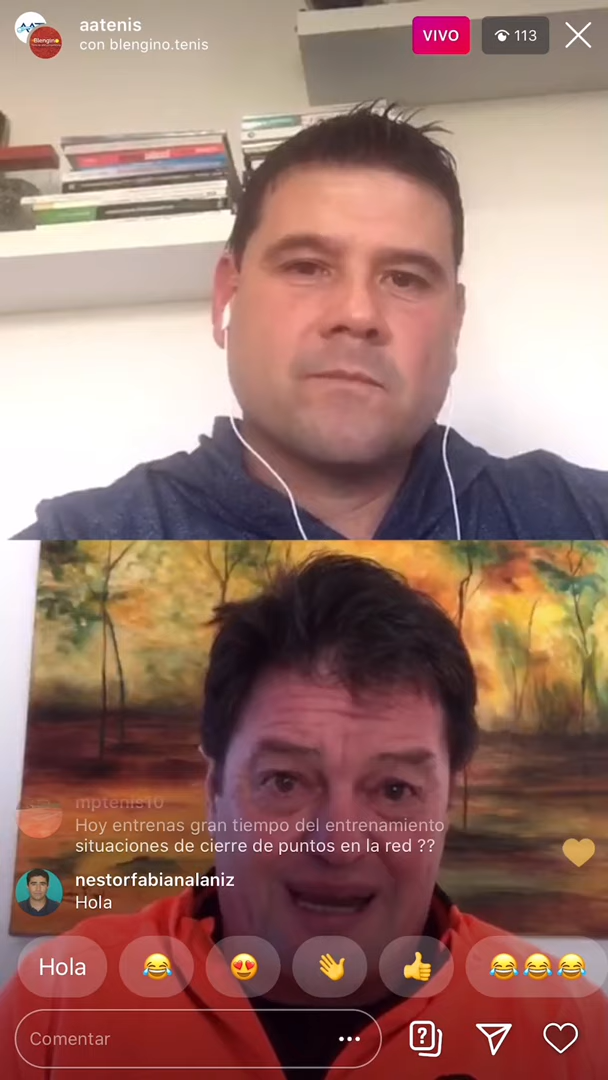 aatenis
con blengino.tenis
VIVO
113
Blengino
mptenis10
Hoy entrenas gran tiempo del entrenamiento
situaciones de cierre de puntos en la red ??
nestorfabianalaniz
Hola
Hola
Comentar